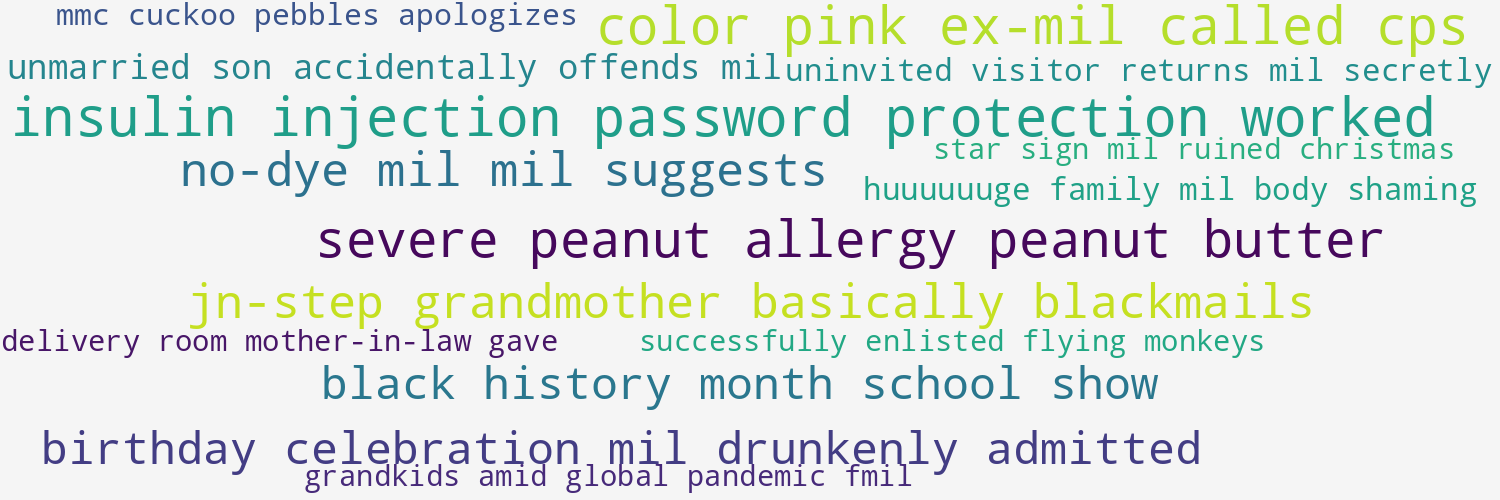 mmc cuckoo pebbles apologizes
color pink ex-mil called cps
unmarried son accidentally offends mil
uninvited visitor returns mil secretly
insulin injection password protection worked
star sign mil ruined christmas
no-dye mil mil suggests
huuuuuuge family mil body shaming
severe peanut allergy peanut butter
jn-step grandmother basically blackmails
delivery room mother-in-law gave
successfully enlisted flying monkeys
black history month school show
birthday celebration mil drunkenly admitted
grandkids amid global pandemic fmil